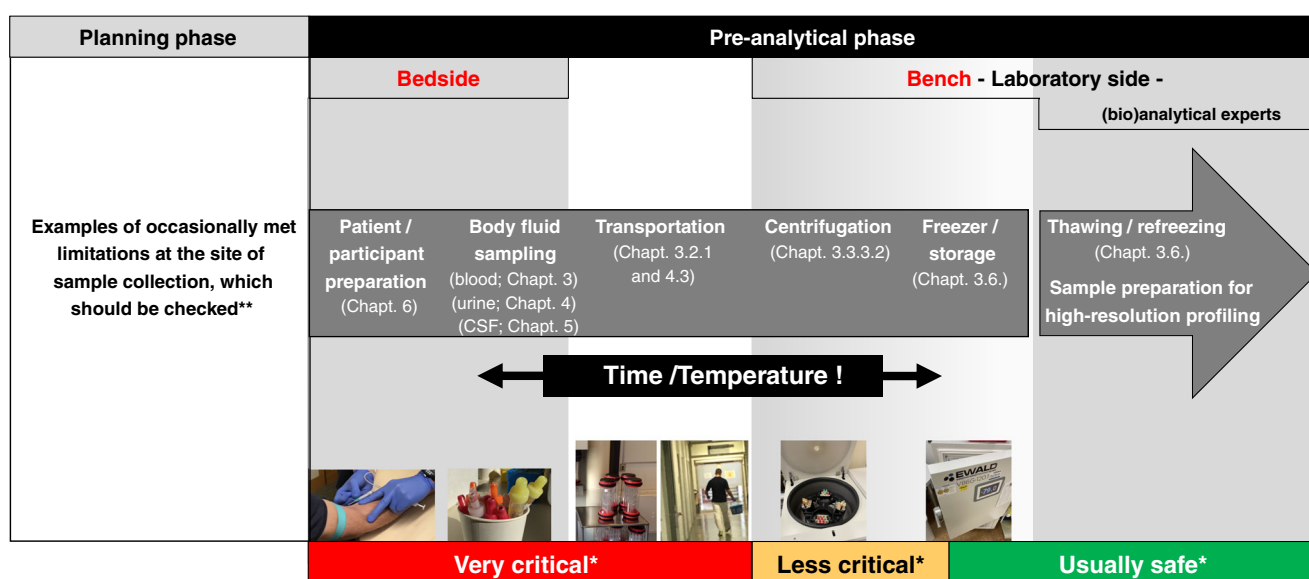 Planning phase
Pre-analytical phase
Bedside
Bench - Laboratory side -
(bio)analytical experts
Examples of occasionally met
limitations at the site of
sample collection, which
should be checked**
Patient /
participant
preparation
(Chapt. 6)
Body fluid
sampling
(blood; Chapt. 3)
(urine; Chapt. 4)
(CSF; Chapt. 5)
Transportation
(Chapt. 3.2.1
and 4.3)
Centrifugation
(Chapt. 3.3.3.2)
Freezer /
storage
(Chapt. 3.6.)
Thawing / refreezing
(Chapt. 3.6.)
Sample preparation for
high-resolution profiling
Time /Temperature !
EWALD
Very critical*
Less critical*
Usually safe*